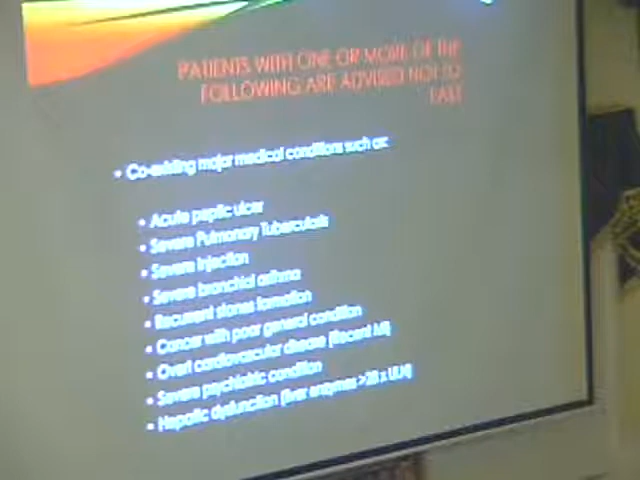 PATIENTS WITH ONE OR MORE OF THE
FOLLOWING ARE ADVISED NOT TO
FAST
• Co-existing major medical conditions such as:
• Acute peptic ulcer
• Severe Pulmonary Tuberculosis
• Severe Infection
• Severe bronchial asthma
• Recurrent stones formation
• Cancer with poor general condition
• Overt cardiovascular disease (Recent MI)
• Severe psychiatric condition
• Hepatic dysfunction (liver enzymes > x ULN)